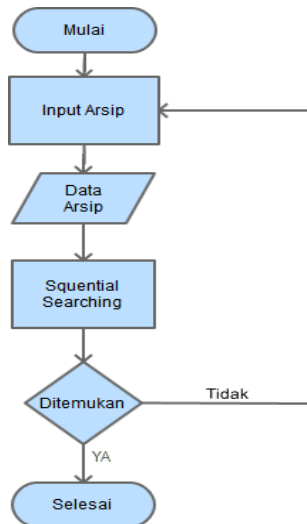 Mulai
Input Arsip
Data
Arsip
Squential
Searching
Ditemukan
Tidak
YA
Selesai